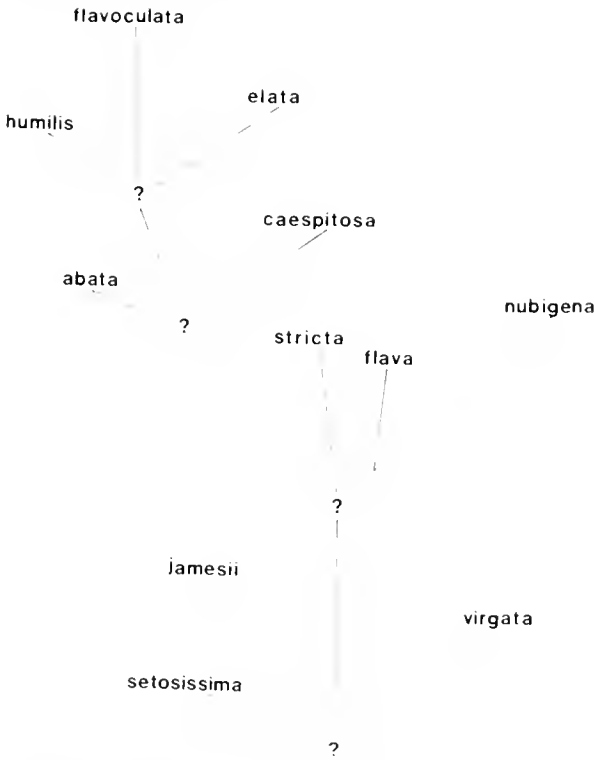 flavoculata
elata
humilis
?
caespitosa
abata
nubigena
?
stricta
flava
?
jamesii
virgata
setosissima
?